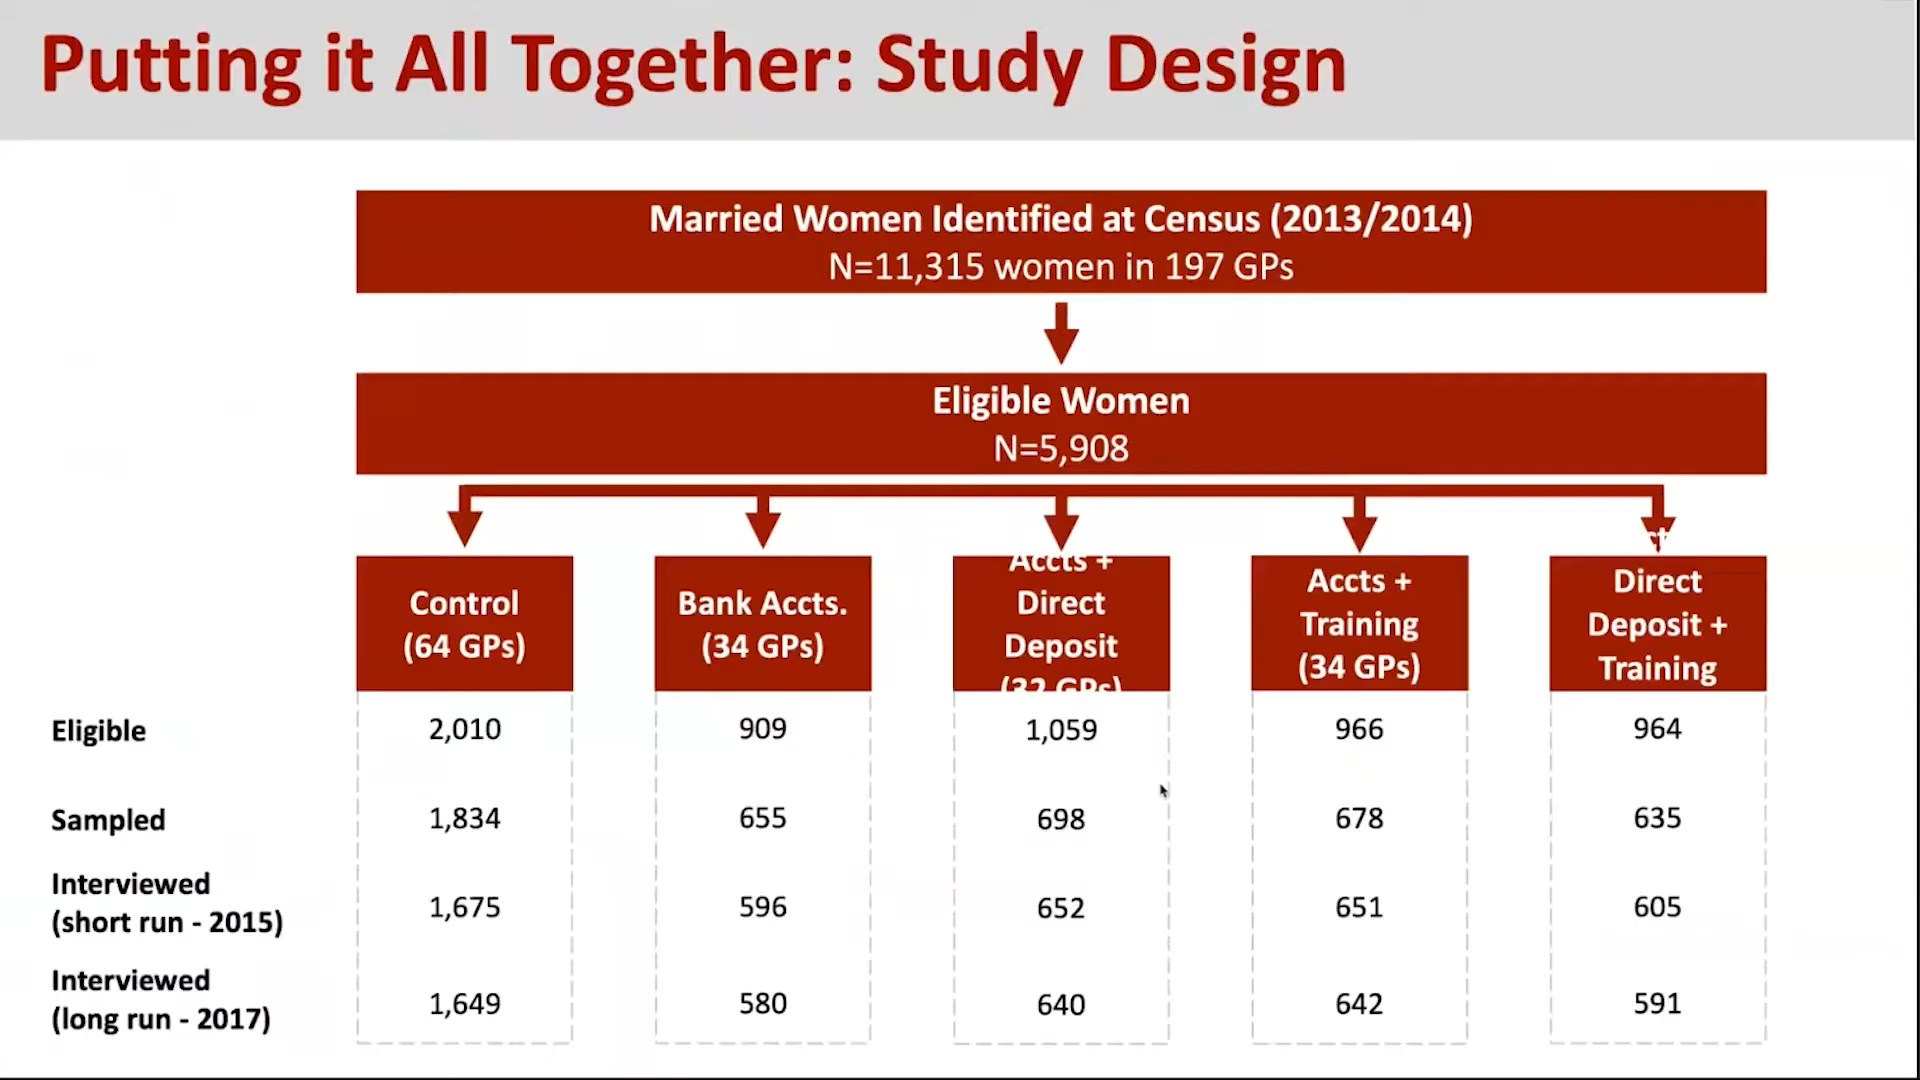 Putting it All Together: Study Design
Married Women Identified at Census (2013/2014)
N=11,315 women in 197 GPs
Eligible Women
N=5,908
Control
(64 GPs)
Bank Accts.
(34 GPs)
Accts +
Direct
Deposit
(32 GPs)
Accts +
Training
(34 GPs)
Direct
Deposit +
Training
Eligible
2,010
909
1,059
966
964
Sampled
1,834
655
698
678
635
Interviewed
(short run - 2015)
1,675
596
652
651
605
Interviewed
(long run - 2017)
1,649
580
640
642
591